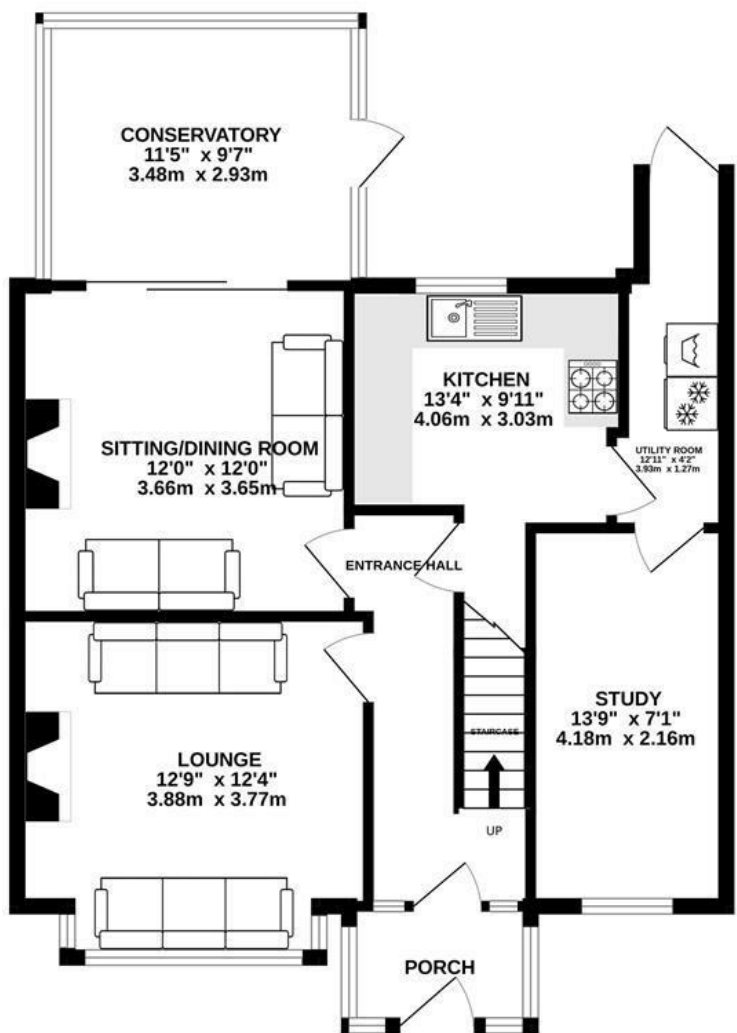 CONSERVATORY
11'5" x 9'7"
3.48m x 2.93m
KITCHEN
13'4" x 9'11"
4.06m x 3.03m
SITTING/DINING ROOM
12'0" x 12'0"
3.66m x 3.65m
UTILITY ROOM
12'11" x 4'2"
3.93m x 1.27m
ENTRANCE HALL
STUDY
13'9" x 7'1"
4.18m x 2.16m
STAIRCASE
LOUNGE
12'9" x 12'4"
3.88m x 3.77m
UP
PORCH